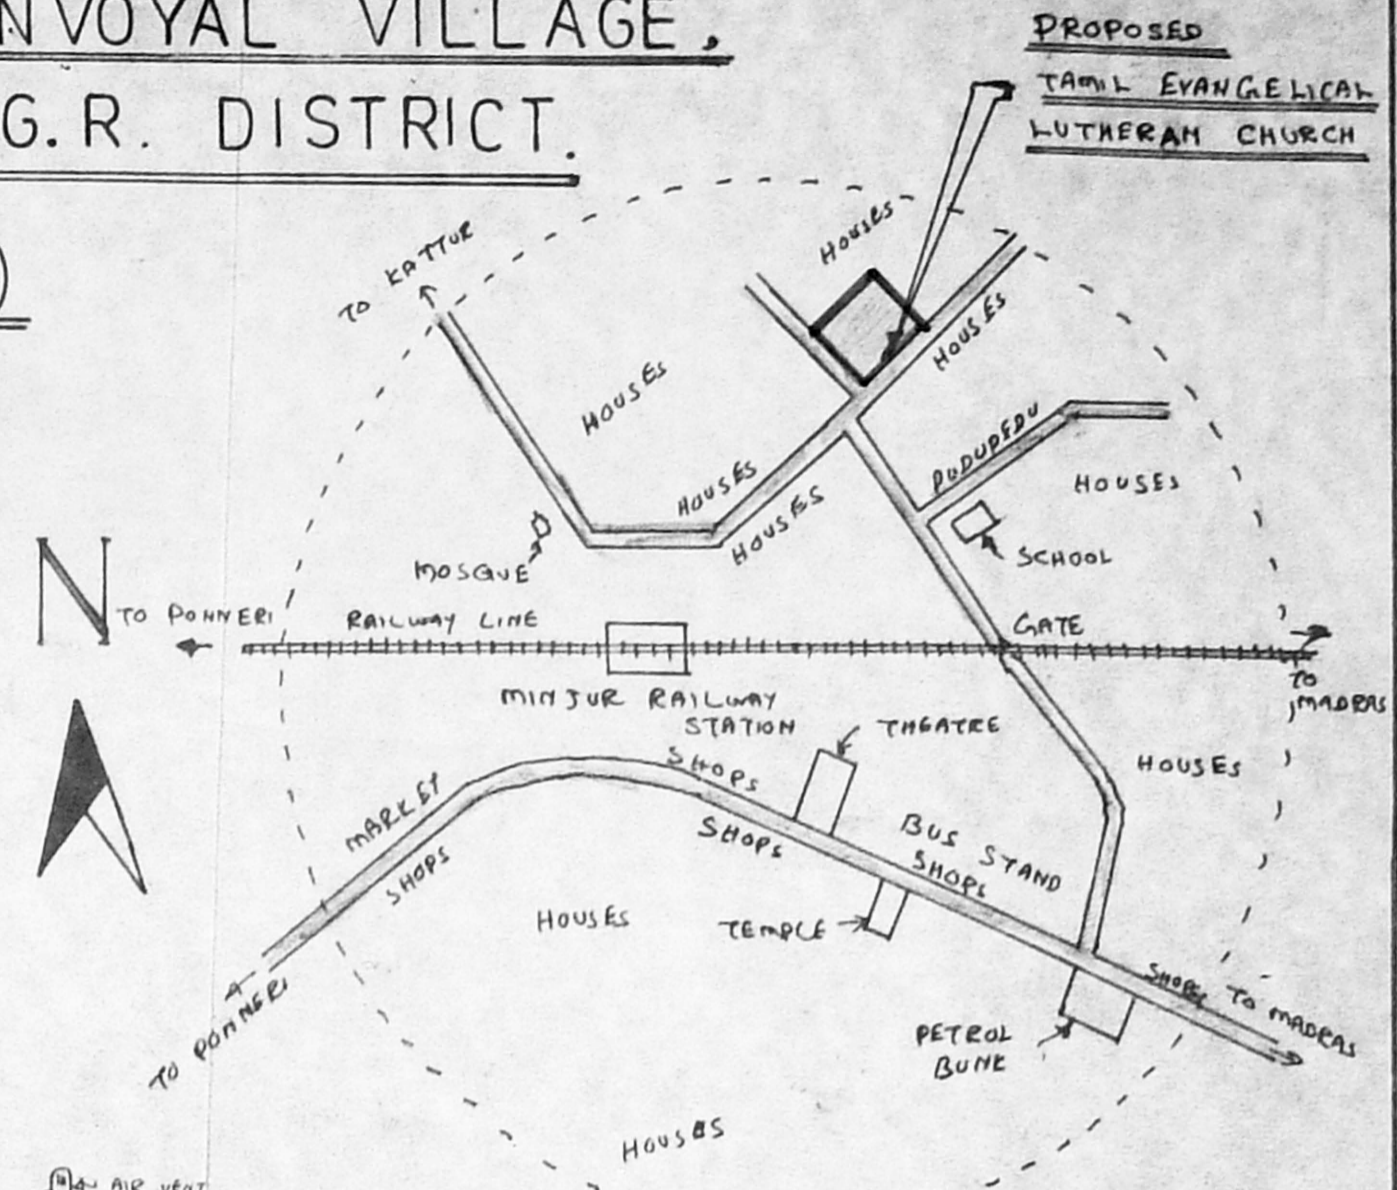 NVOYAL VILLAGE.
G.R. DISTRICT.
PROPOSED
TAMIL EVANGELICAL
LUTHERAN CHURCH
HOUSES
TO KATTUR
HOUSES
HOUSES
PUDUPEDU
HOUSES
HOUSES
HOUSES
MOSQUE
SCHOOL
N
TO PONNERI
RAILWAY LINE
GATE
TO
MADRAS
MINJUR RAILWAY
STATION
THEATRE
SHOPS
HOUSES
MARKET
SHOPS
SHOPS
BUS STAND
SHOPS
HOUSES
TEMPLE
SHOPS
TO MADRAS
TO PONNERI
PETROL
BUNK
HOUSES
AIR VENT